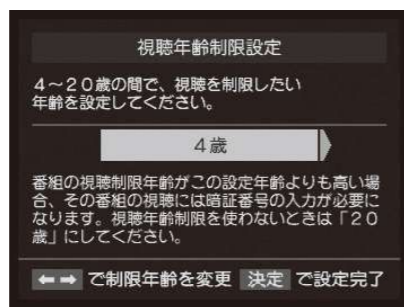 視聴年齢制限設定
4～20歳の間で、視聴を制限したい
年齢を設定してください。
4歳
番組の視聴制限年齢がこの設定年齢よりも高い場
合、その番組の視聴には暗証番号の入力が必要に
なります。視聴年齢制限を使わないときは「20
歳」にしてください。
⬅➡ で制限年齢を変更 決定 で設定完了